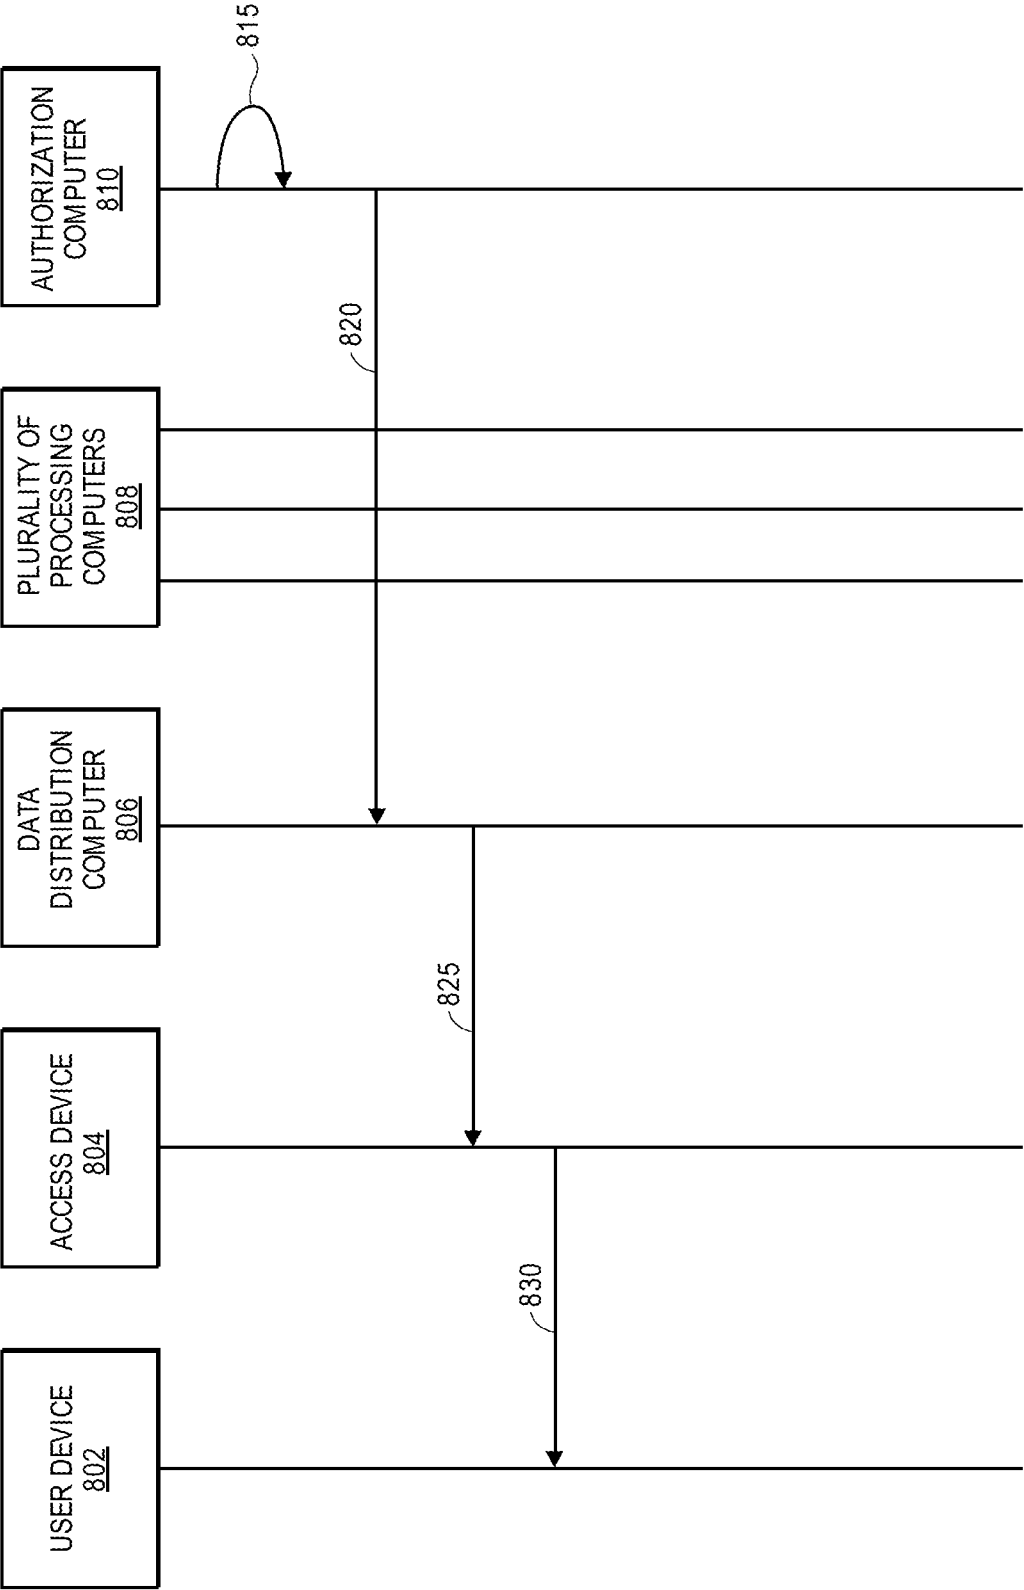 USER DEVICE
802
ACCESS DEVICE
804
DATA
DISTRIBUTION
COMPUTER
806
PLURALITY OF
PROCESSING
COMPUTERS
808
AUTHORIZATION
COMPUTER
810
815
820
825
830